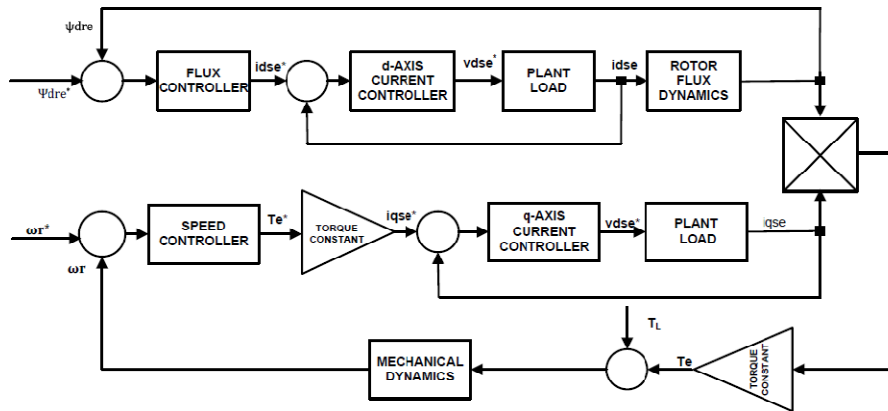 ψdre
FLUX
CONTROLLER
idse*
d-AXIS
CURRENT
CONTROLLER
vdse*
PLANT
LOAD
idse
ROTOR
FLUX
DYNAMICS
Ψdre*
ωr*
SPEED
CONTROLLER
Te*
TORQUE
CONSTANT
iqse*
q-AXIS
CURRENT
CONTROLLER
vdse*
PLANT
LOAD
iqse
ωr
TL
MECHANICAL
DYNAMICS
Te
TORQUE
CONSTANT